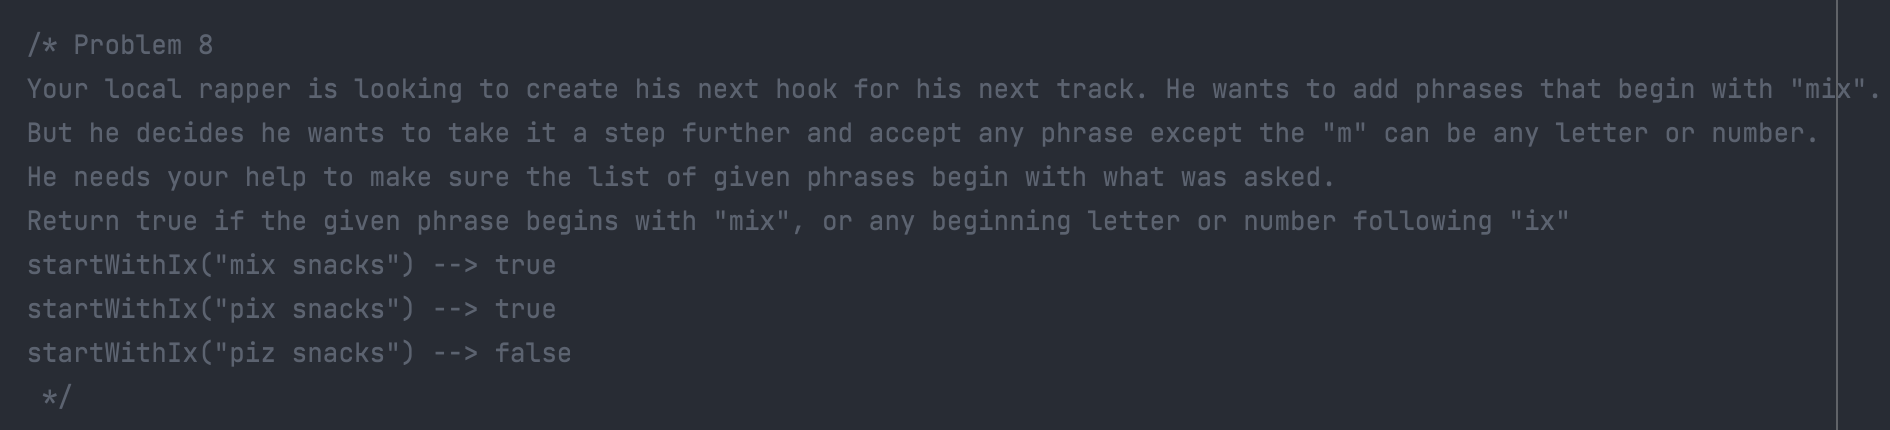 /* Problem 8
Your local rapper is looking to create his next hook for his next track. He wants to add phrases that begin with "mix".
But he decides he wants to take it a step further and accept any phrase except the "m" can be any letter or number.
He needs your help to make sure the list of given phrases begin with what was asked.
Return true if the given phrase begins with "mix", or any beginning letter or number following "ix"
startWithIx("mix snacks") --> true
startWithIx("pix snacks") --> true
startWithIx("piz snacks") --> false
*/